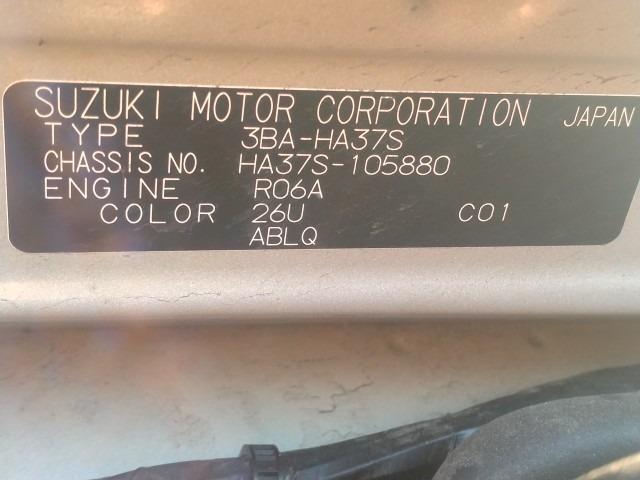 SUZUKI MOTOR CORPORATION JAPAN
TYPE 3BA-HA37S
CHASSIS NO. HA37S-105880
ENGINE R06A
COLOR 26U C01
ABLQ